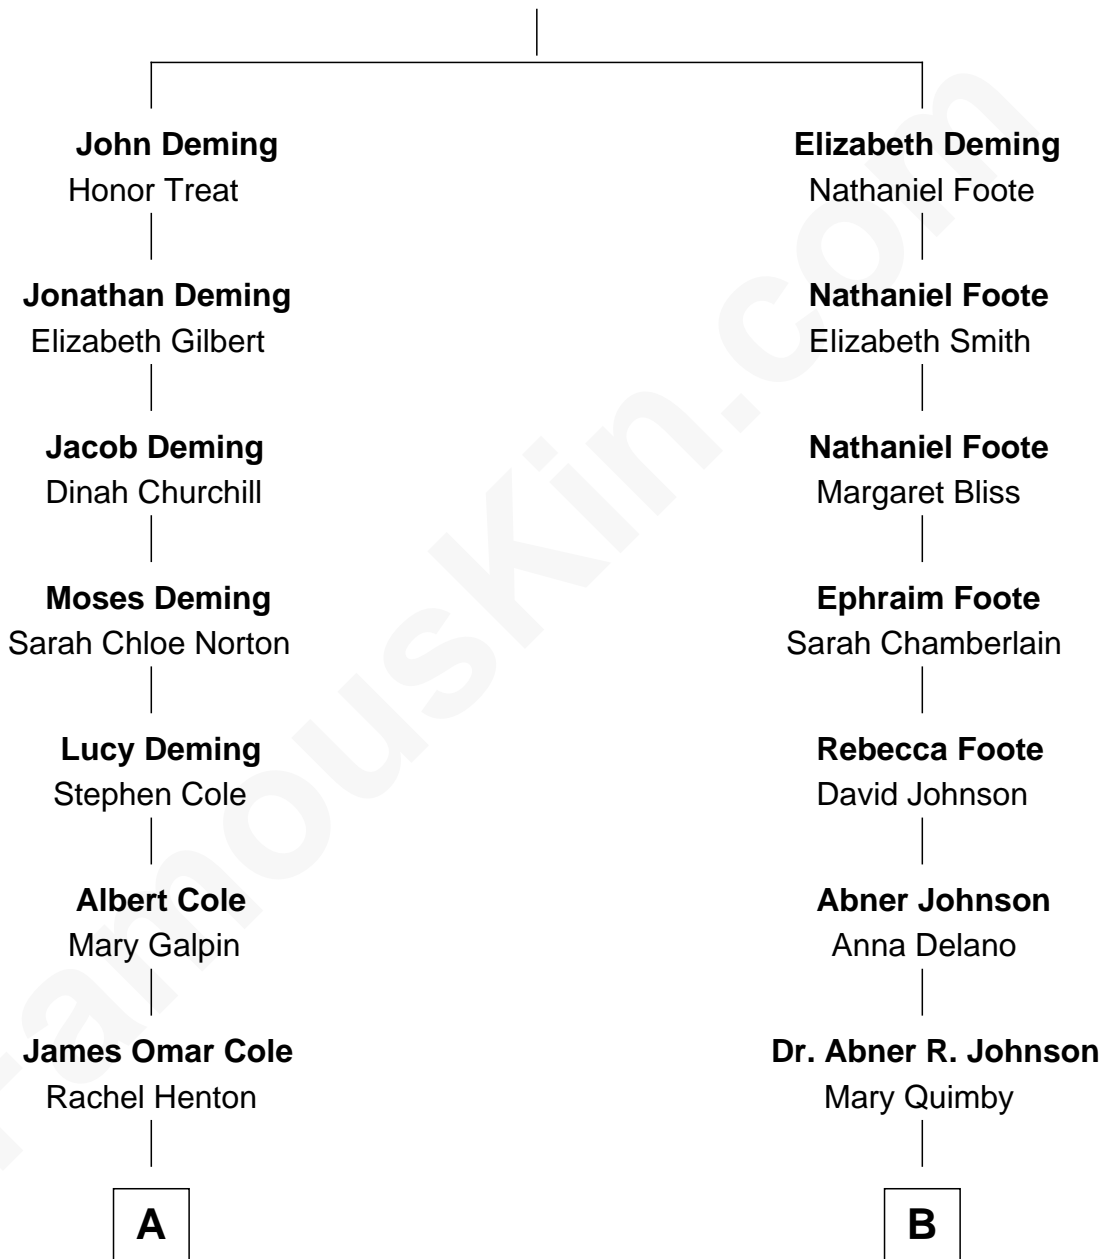 John Deming
Honor Treat
Jonathan Deming
Elizabeth Gilbert
Jacob Deming
Dinah Churchill
Moses Deming
Sarah Chloe Norton
Lucy Deming
Stephen Cole
Albert Cole
Mary Galpin
James Omar Cole
Rachel Henton
A
Elizabeth Deming
Nathaniel Foote
Nathaniel Foote
Elizabeth Smith
Nathaniel Foote
Margaret Bliss
Ephraim Foote
Sarah Chamberlain
Rebecca Foote
David Johnson
Abner Johnson
Anna Delano
Dr. Abner R. Johnson
Mary Quimby
B
FamousKin.com